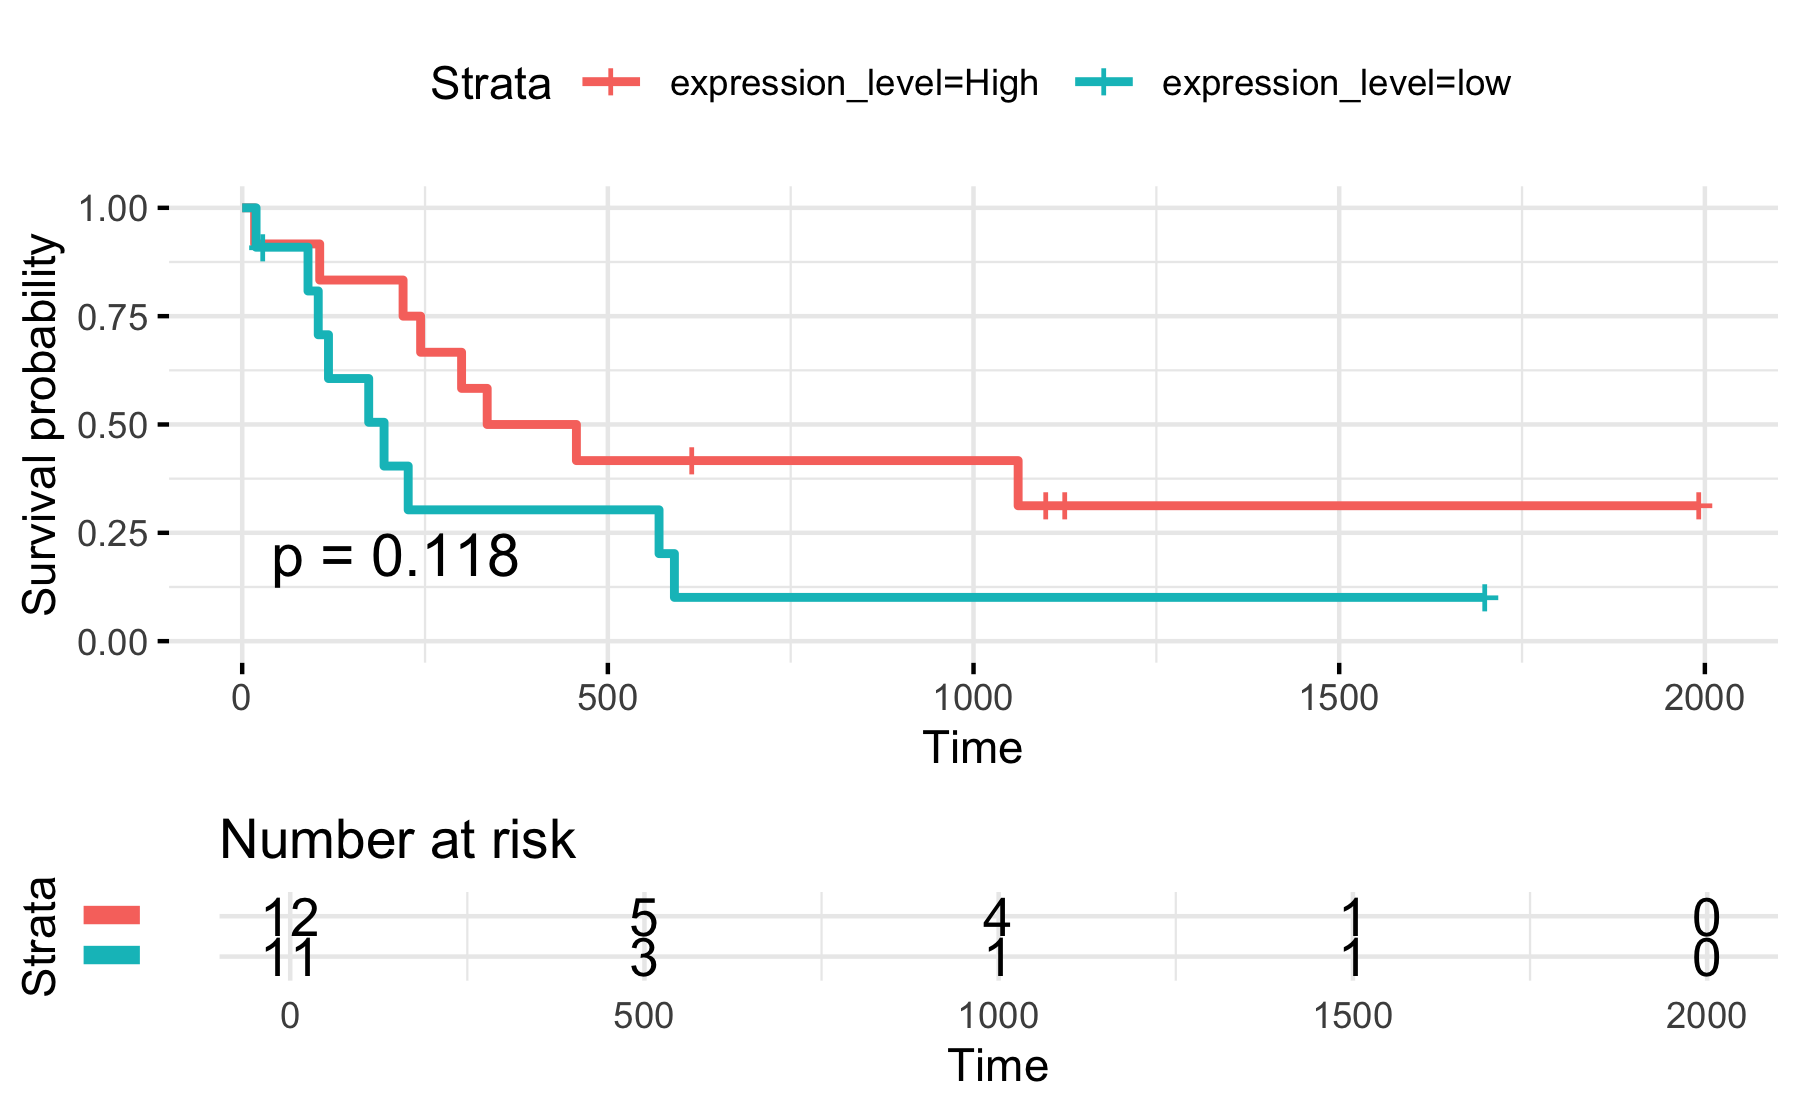 Strata expression_level=High expression_level=low
Survival probability
1.00
0.75
0.50
0.25
0.00
p = 0.118
0 500 1000 1500 2000
Time
Number at risk
Strata
12 5 4 1 0
11 3 1 1 0
0 500 1000 1500 2000
Time